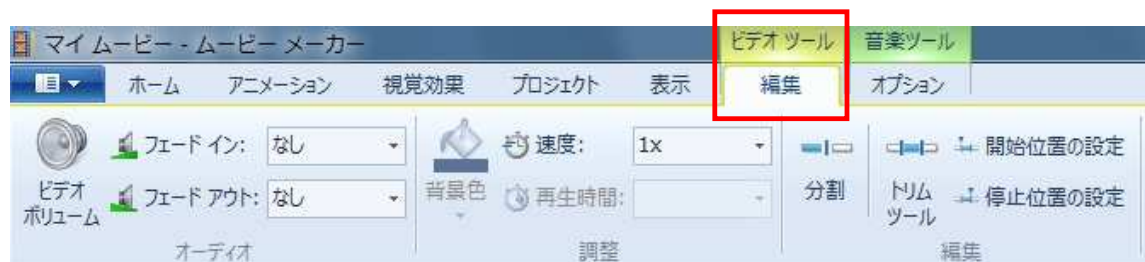 マイ ムービー - ムービー メーカー
ビデオ ツール
音楽ツール
ホーム アニメーション 視覚効果 プロジェクト 表示 編集 オプション
フェード イン: なし
速度: 1x
開始位置の設定
ビデオ
ボリューム
フェード アウト: なし
背景色
再生時間:
分割
トリム
ツール
停止位置の設定
オーディオ
調整
編集